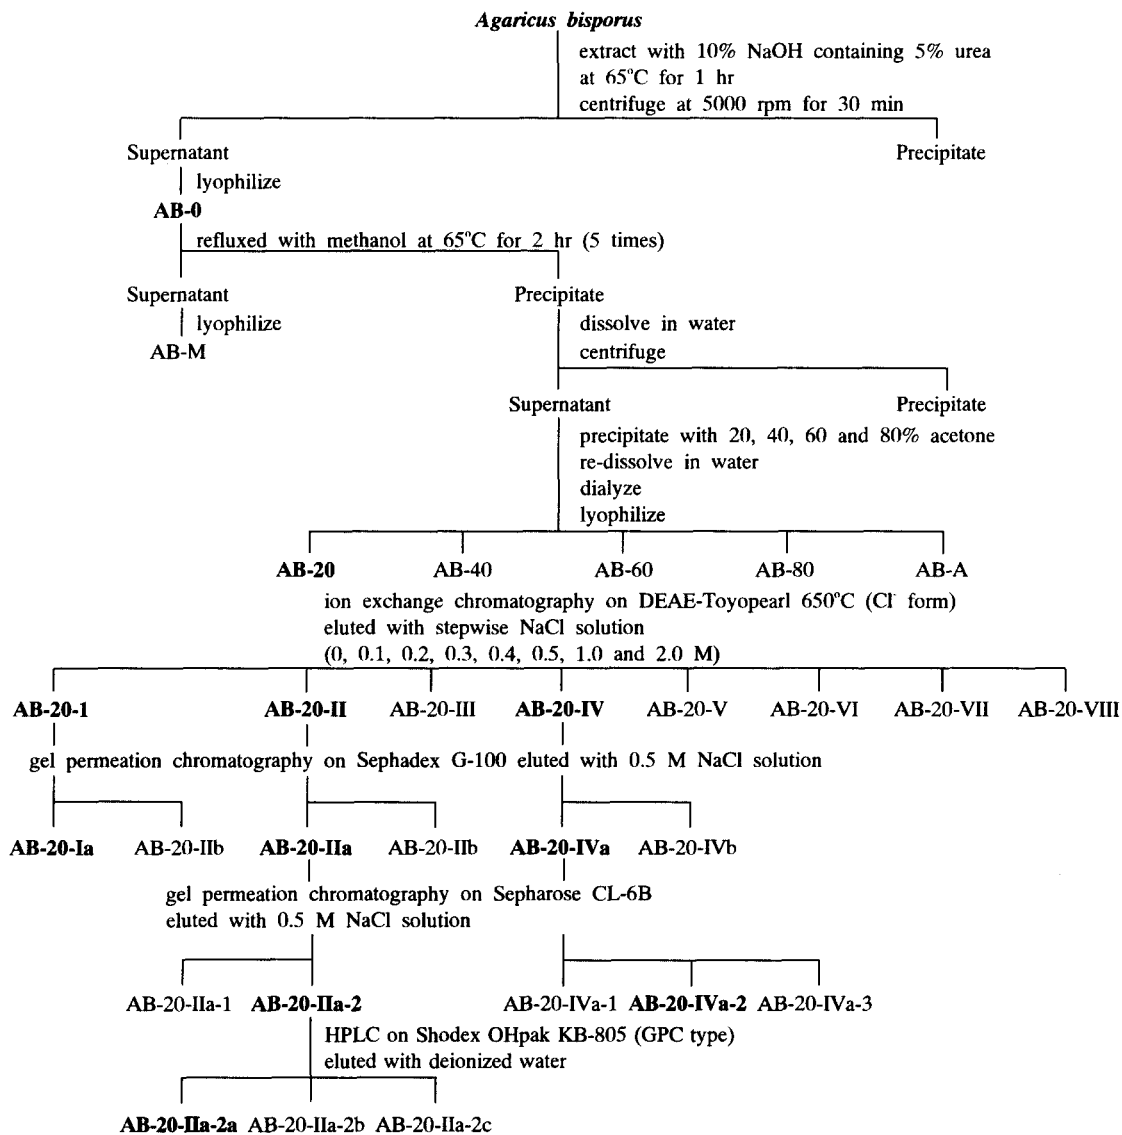 Agaricus bisporus
extract with 10% NaOH containing 5% urea
at 65°C for 1 hr
centrifuge at 5000 rpm for 30 min
Supernatant Precipitate
lyophilize
AB-0
refluxed with methanol at 65°C for 2 hr (5 times)
Supernatant Precipitate
lyophilize dissolve in water
AB-M centrifuge
Supernatant Precipitate
precipitate with 20, 40, 60 and 80% acetone
re-dissolve in water
dialyze
lyophilize
AB-20 AB-40 AB-60 AB-80 AB-A
ion exchange chromatography on DEAE-Toyopearl 650°C (Cl⁻ form)
eluted with stepwise NaCl solution
(0, 0.1, 0.2, 0.3, 0.4, 0.5, 1.0 and 2.0 M)
AB-20-1 AB-20-II AB-20-III AB-20-IV AB-20-V AB-20-VI AB-20-VII AB-20-VIII
gel permeation chromatography on Sephadex G-100 eluted with 0.5 M NaCl solution
AB-20-Ia AB-20-IIb AB-20-IIa AB-20-IIb AB-20-IVa AB-20-IVb
gel permeation chromatography on Sepharose CL-6B
eluted with 0.5 M NaCl solution
AB-20-IIa-1 AB-20-IIa-2 AB-20-IVa-1 AB-20-IVa-2 AB-20-IVa-3
HPLC on Shodex OHpak KB-805 (GPC type)
eluted with deionized water
AB-20-IIa-2a AB-20-IIa-2b AB-20-IIa-2c